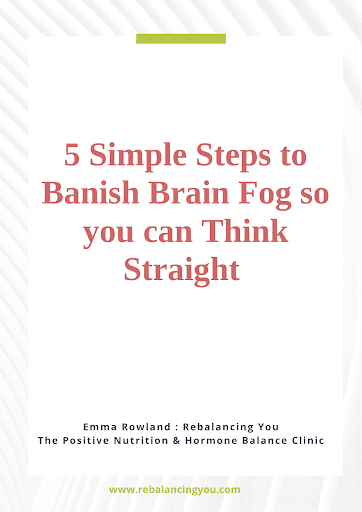 5 Simple Steps to
Banish Brain Fog so
you can Think
Straight
Emma Rowland : Rebalancing You
The Positive Nutrition & Hormone Balance Clinic
www.rebalancingyou.com